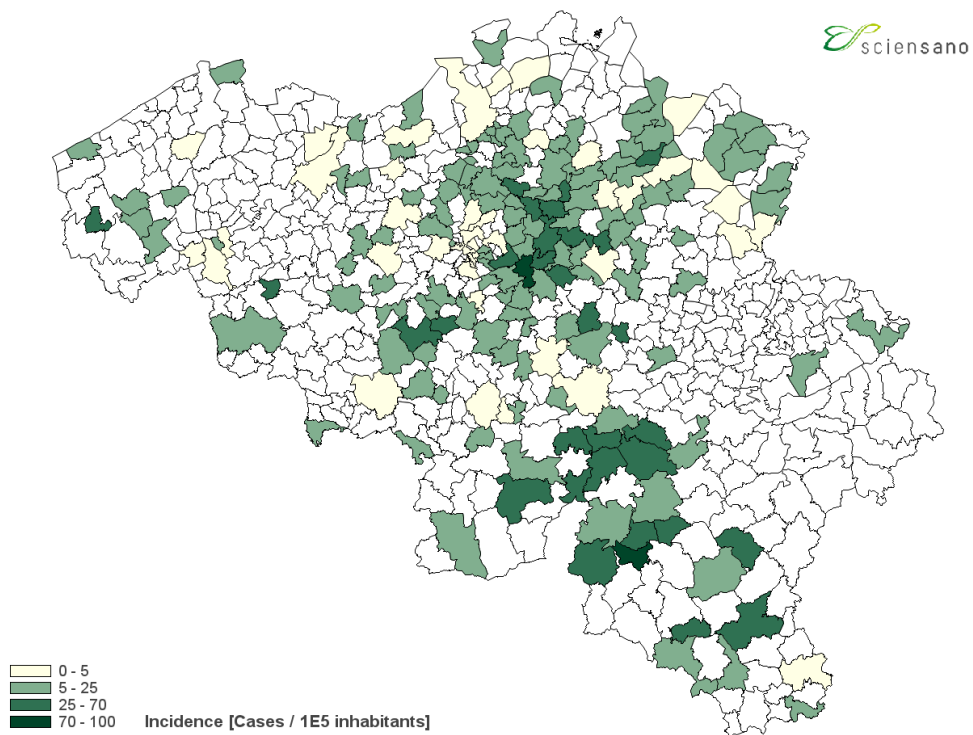 sciensano
0 - 5
5 - 25
25 - 70
70 - 100
Incidence [Cases / 1E5 inhabitants]